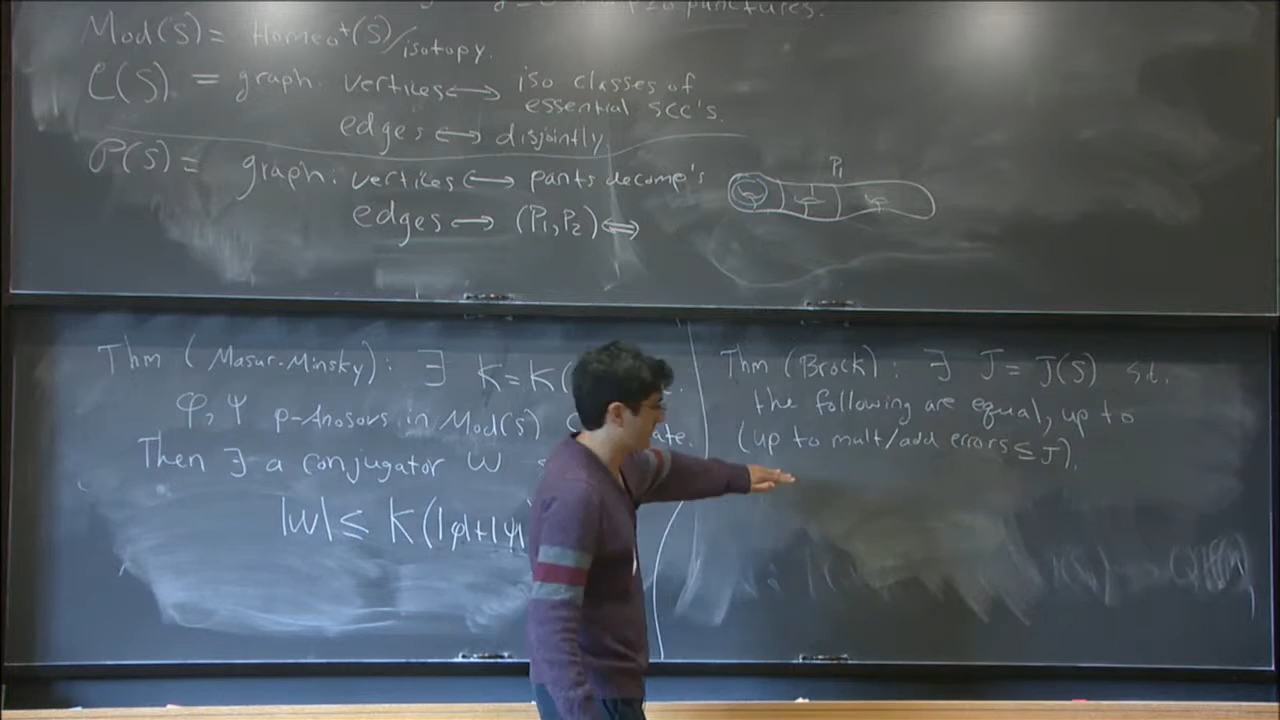 punctures.
Mod(S) = Homeo⁺(S)/isotopy.
C(S) = graph: vertices ⟷ iso classes of
essential scc's.
edges ⟷ disjointly
P(S) = graph: vertices ⟷ pants decomp's
edges ⟷ (P₁,P₂) ⟺
P₁
Thm (Masur-Minsky): ∃ K=K(
φ, ψ p-Anosovs in Mod(S)
Then ∃ a conjugator w
|w| ≤ K(|φ|+|ψ|
Thm (Brock): ∃ J = J(S) s.t.
the following are equal, up to
(up to mult/add errors ≤ J).